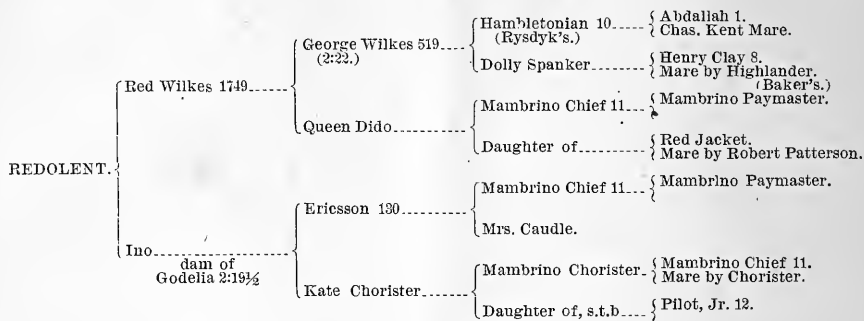 Hambletonian 10
(Rysdyk's.)
Abdallah 1.
Chas. Kent Mare.
George Wilkes 519
(2:22.)
Dolly Spanker
Henry Clay 8.
Mare by Highlander.
(Baker's.)
Red Wilkes 1749
Mambrino Chief 11
Mambrino Paymaster.
Queen Dido
Daughter of
Red Jacket.
Mare by Robert Patterson.
REDOLENT.
Mambrino Chief 11
Mambrino Paymaster.
Ericsson 130
Mrs. Caudle.
Ino
dam of
Godelia 2:19½
Mambrino Chorister
Mambrino Chief 11.
Mare by Chorister.
Kate Chorister
Daughter of, s.t.b
Pilot, Jr. 12.